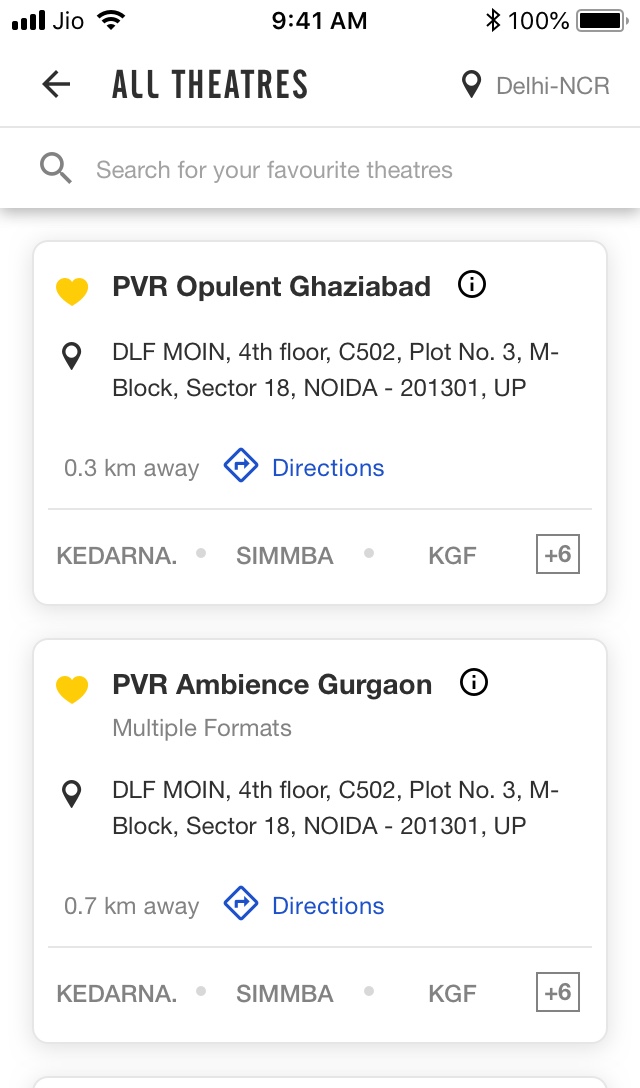 Jio 9:41 AM 100%
ALL THEATRES Delhi-NCR
Search for your favourite theatres
PVR Opulent Ghaziabad
DLF MOIN, 4th floor, C502, Plot No. 3, M-
Block, Sector 18, NOIDA - 201301, UP
0.3 km away Directions
KEDARNA. SIMMBA KGF +6
PVR Ambience Gurgaon
Multiple Formats
DLF MOIN, 4th floor, C502, Plot No. 3, M-
Block, Sector 18, NOIDA - 201301, UP
0.7 km away Directions
KEDARNA. SIMMBA KGF +6